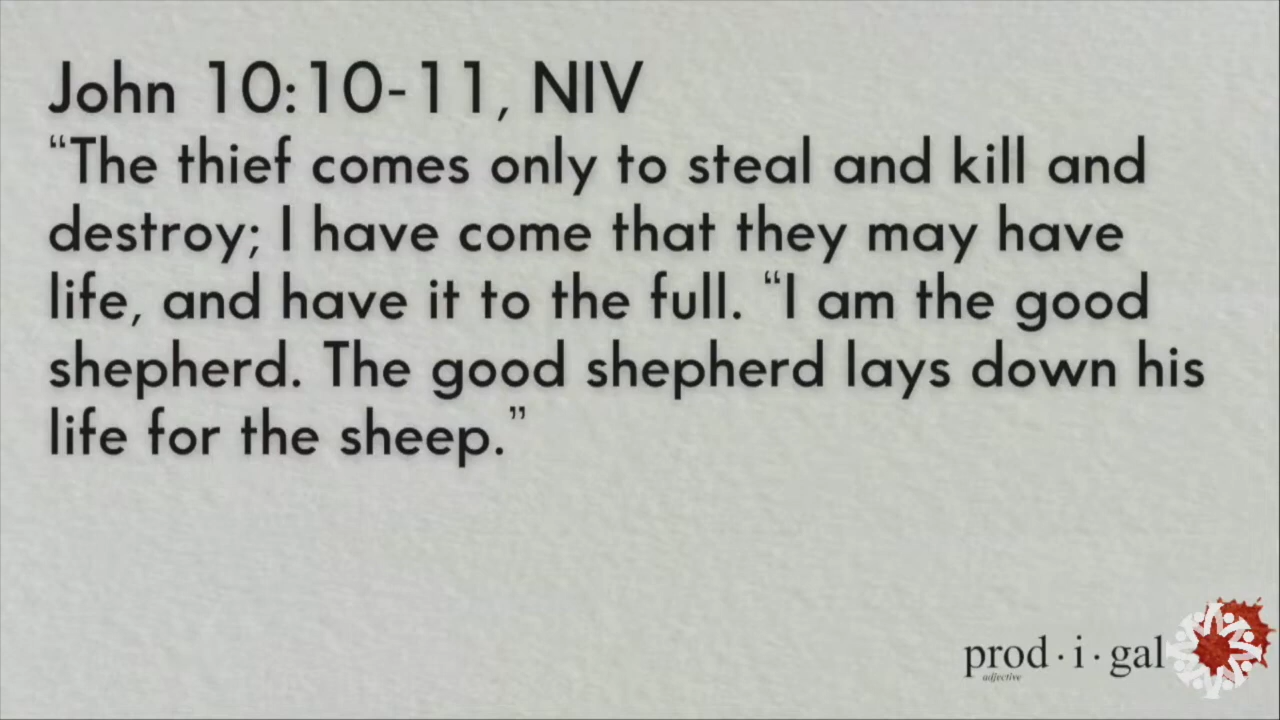 John 10:10-11, NIV
“The thief comes only to steal and kill and
destroy; I have come that they may have
life, and have it to the full. “I am the good
shepherd. The good shepherd lays down his
life for the sheep.”
prod · i · gal
adjective